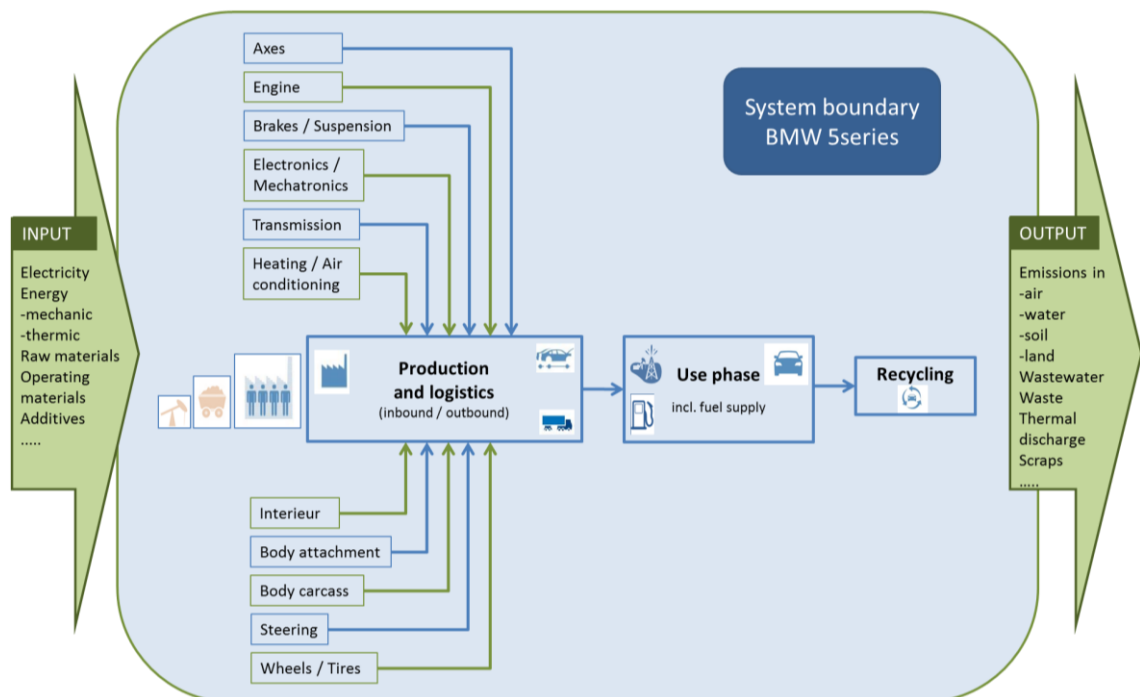 Axes
Engine
Brakes / Suspension
Electronics /
Mechatronics
Transmission
Heating / Air
conditioning
System boundary
BMW 5series
INPUT
Electricity
Energy
-mechanic
-thermic
Raw materials
Operating
materials
Additives
.....
Production
and logistics
(inbound / outbound)
Use phase
incl. fuel supply
Recycling
OUTPUT
Emissions in
-air
-water
-soil
-land
Wastewater
Waste
Thermal
discharge
Scraps
.....
Interieur
Body attachment
Body carcass
Steering
Wheels / Tires